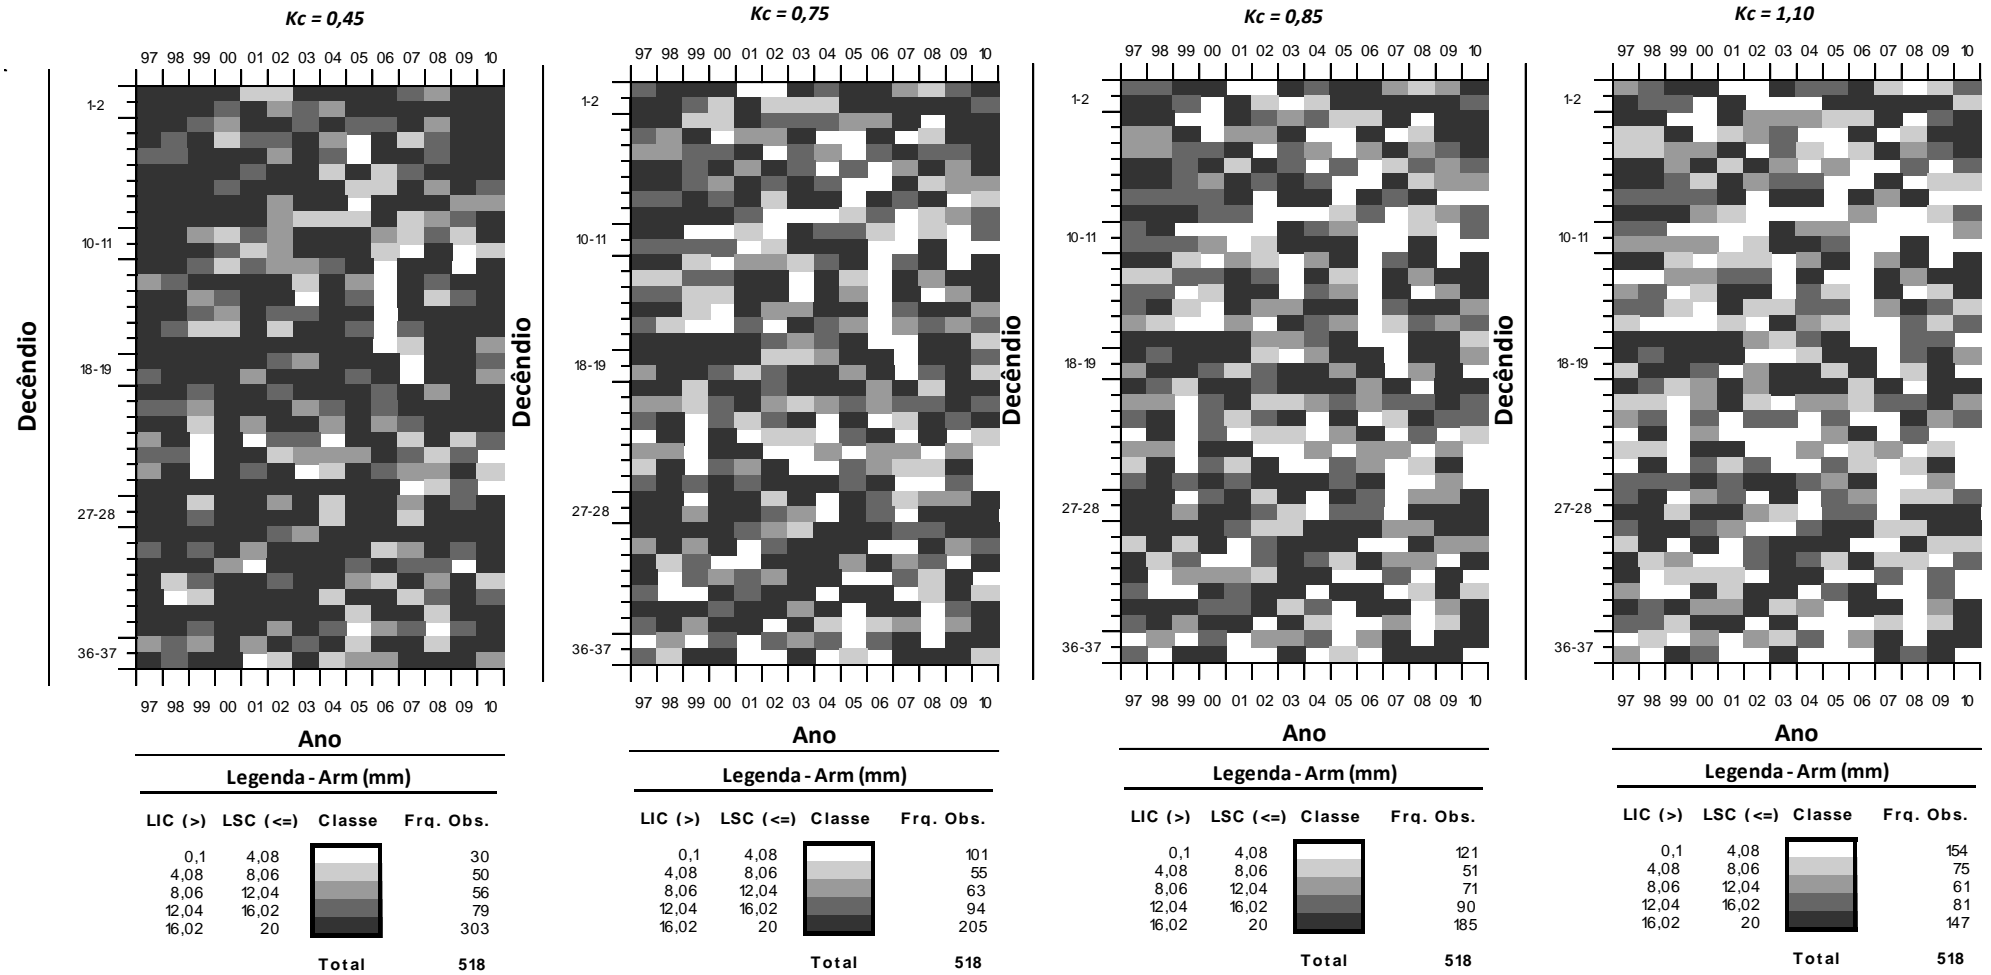 Kc = 0,45
97 98 99 00 01 02 03 04 05 06 07 08 09 10
Decêndio
1-2
10-11
18-19
27-28
36-37
97 98 99 00 01 02 03 04 05 06 07 08 09 10
Ano
Legenda - Arm (mm)
LIC (>) LSC (<=) Classe Frq. Obs.
0,1 4,08 30
4,08 8,06 50
8,06 12,04 56
12,04 16,02 79
16,02 20 303
Total 518
Kc = 0,75
97 98 99 00 01 02 03 04 05 06 07 08 09 10
Decêndio
1-2
10-11
18-19
27-28
36-37
97 98 99 00 01 02 03 04 05 06 07 08 09 10
Ano
Legenda - Arm (mm)
LIC (>) LSC (<=) Classe Frq. Obs.
0,1 4,08 101
4,08 8,06 55
8,06 12,04 63
12,04 16,02 94
16,02 20 205
Total 518
Kc = 0,85
97 98 99 00 01 02 03 04 05 06 07 08 09 10
Decêndio
1-2
10-11
18-19
27-28
36-37
97 98 99 00 01 02 03 04 05 06 07 08 09 10
Ano
Legenda - Arm (mm)
LIC (>) LSC (<=) Classe Frq. Obs.
0,1 4,08 121
4,08 8,06 51
8,06 12,04 71
12,04 16,02 90
16,02 20 185
Total 518
Kc = 1,10
97 98 99 00 01 02 03 04 05 06 07 08 09 10
Decêndio
1-2
10-11
18-19
27-28
36-37
97 98 99 00 01 02 03 04 05 06 07 08 09 10
Ano
Legenda - Arm (mm)
LIC (>) LSC (<=) Classe Frq. Obs.
0,1 4,08 154
4,08 8,06 75
8,06 12,04 61
12,04 16,02 81
16,02 20 147
Total 518